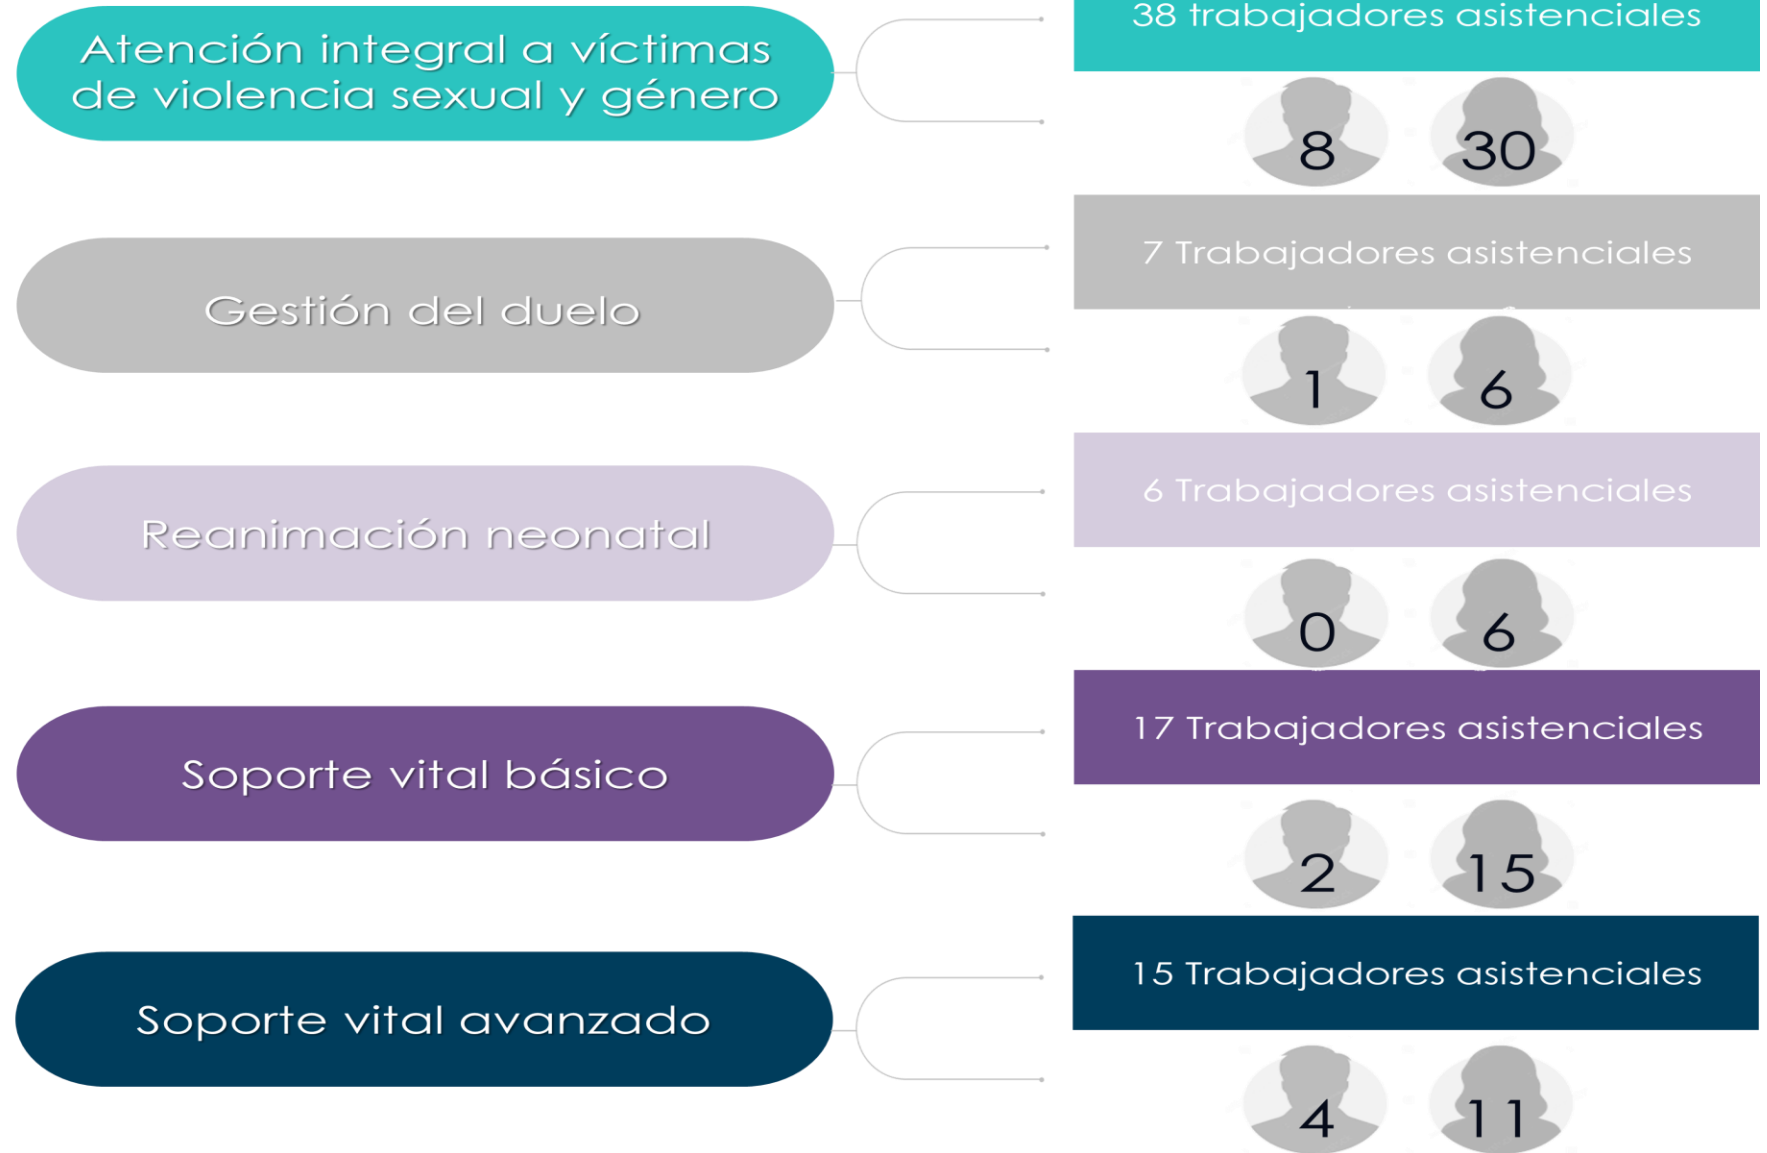 Atención integral a víctimas
de violencia sexual y género
38 trabajadores asistenciales
8 30
Gestión del duelo
7 Trabajadores asistenciales
1 6
Reanimación neonatal
6 Trabajadores asistenciales
0 6
Soporte vital básico
17 Trabajadores asistenciales
2 15
Soporte vital avanzado
15 Trabajadores asistenciales
4 11